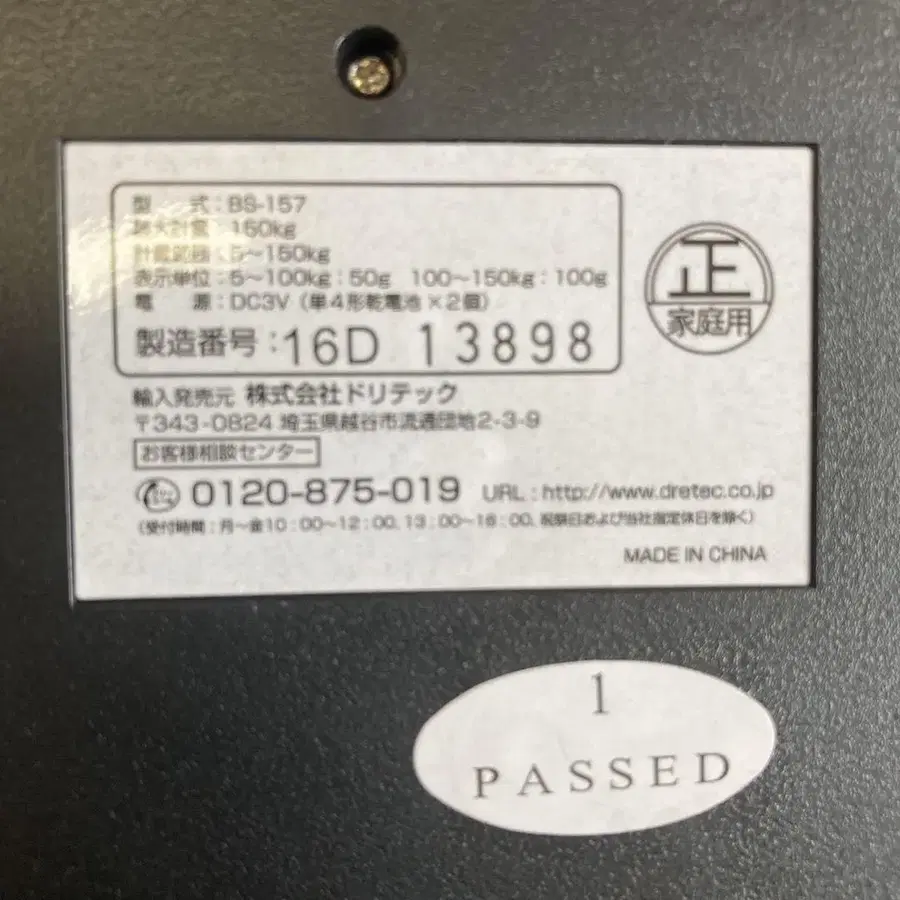 型 式：BS-157
最大計量：150kg
計量範囲：5～150kg
表示単位：5～100kg：50g 100～150kg：100g
電 源：DC3V（単4形乾電池×2個）
製造番号：16D 13898
正
家庭用
輸入発売元 株式会社ドリテック
〒343-0824 埼玉県越谷市流通団地2-3-9
お客様相談センター
0120-875-019 URL：http://www.dretec.co.jp
（受付時間：月～金10：00～12：00、13：00～16：00、祝祭日および当社指定休日を除く）
MADE IN CHINA
1
PASSED